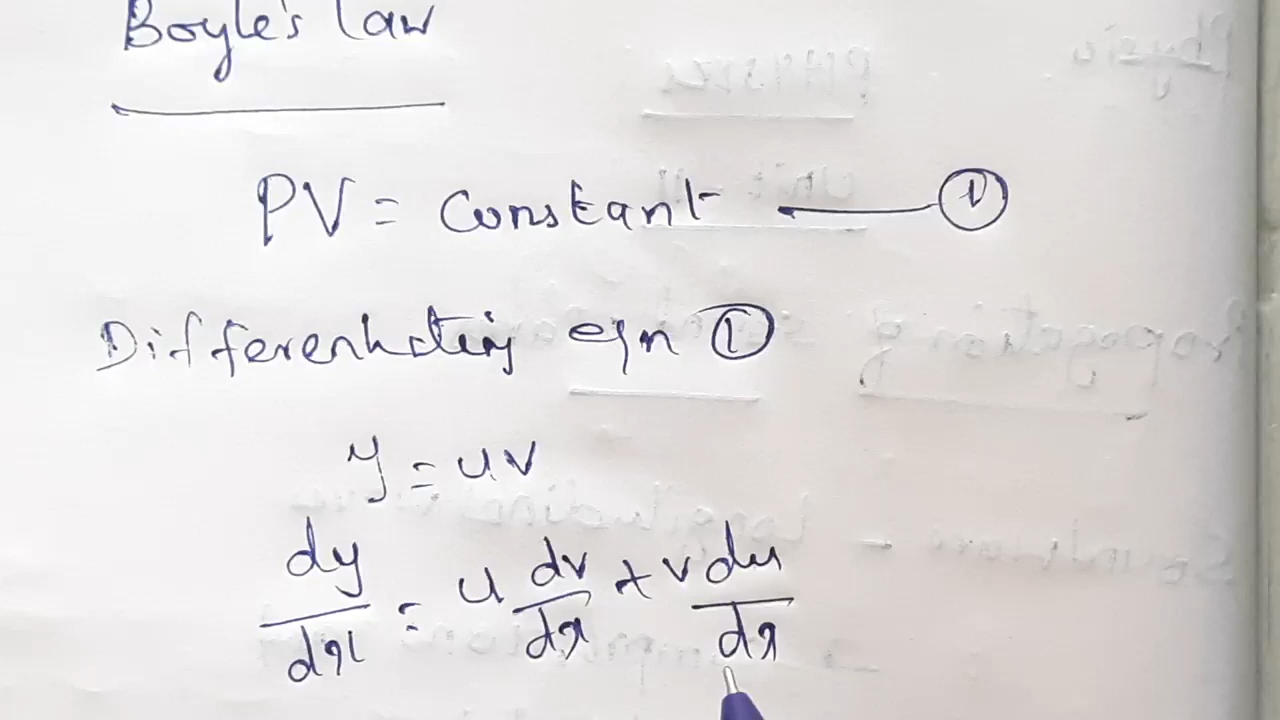 Boyle's law
PV = Constant ①
Differentiating eqn ①
y = uv
dy/dx = u dv/dx + v du/dx